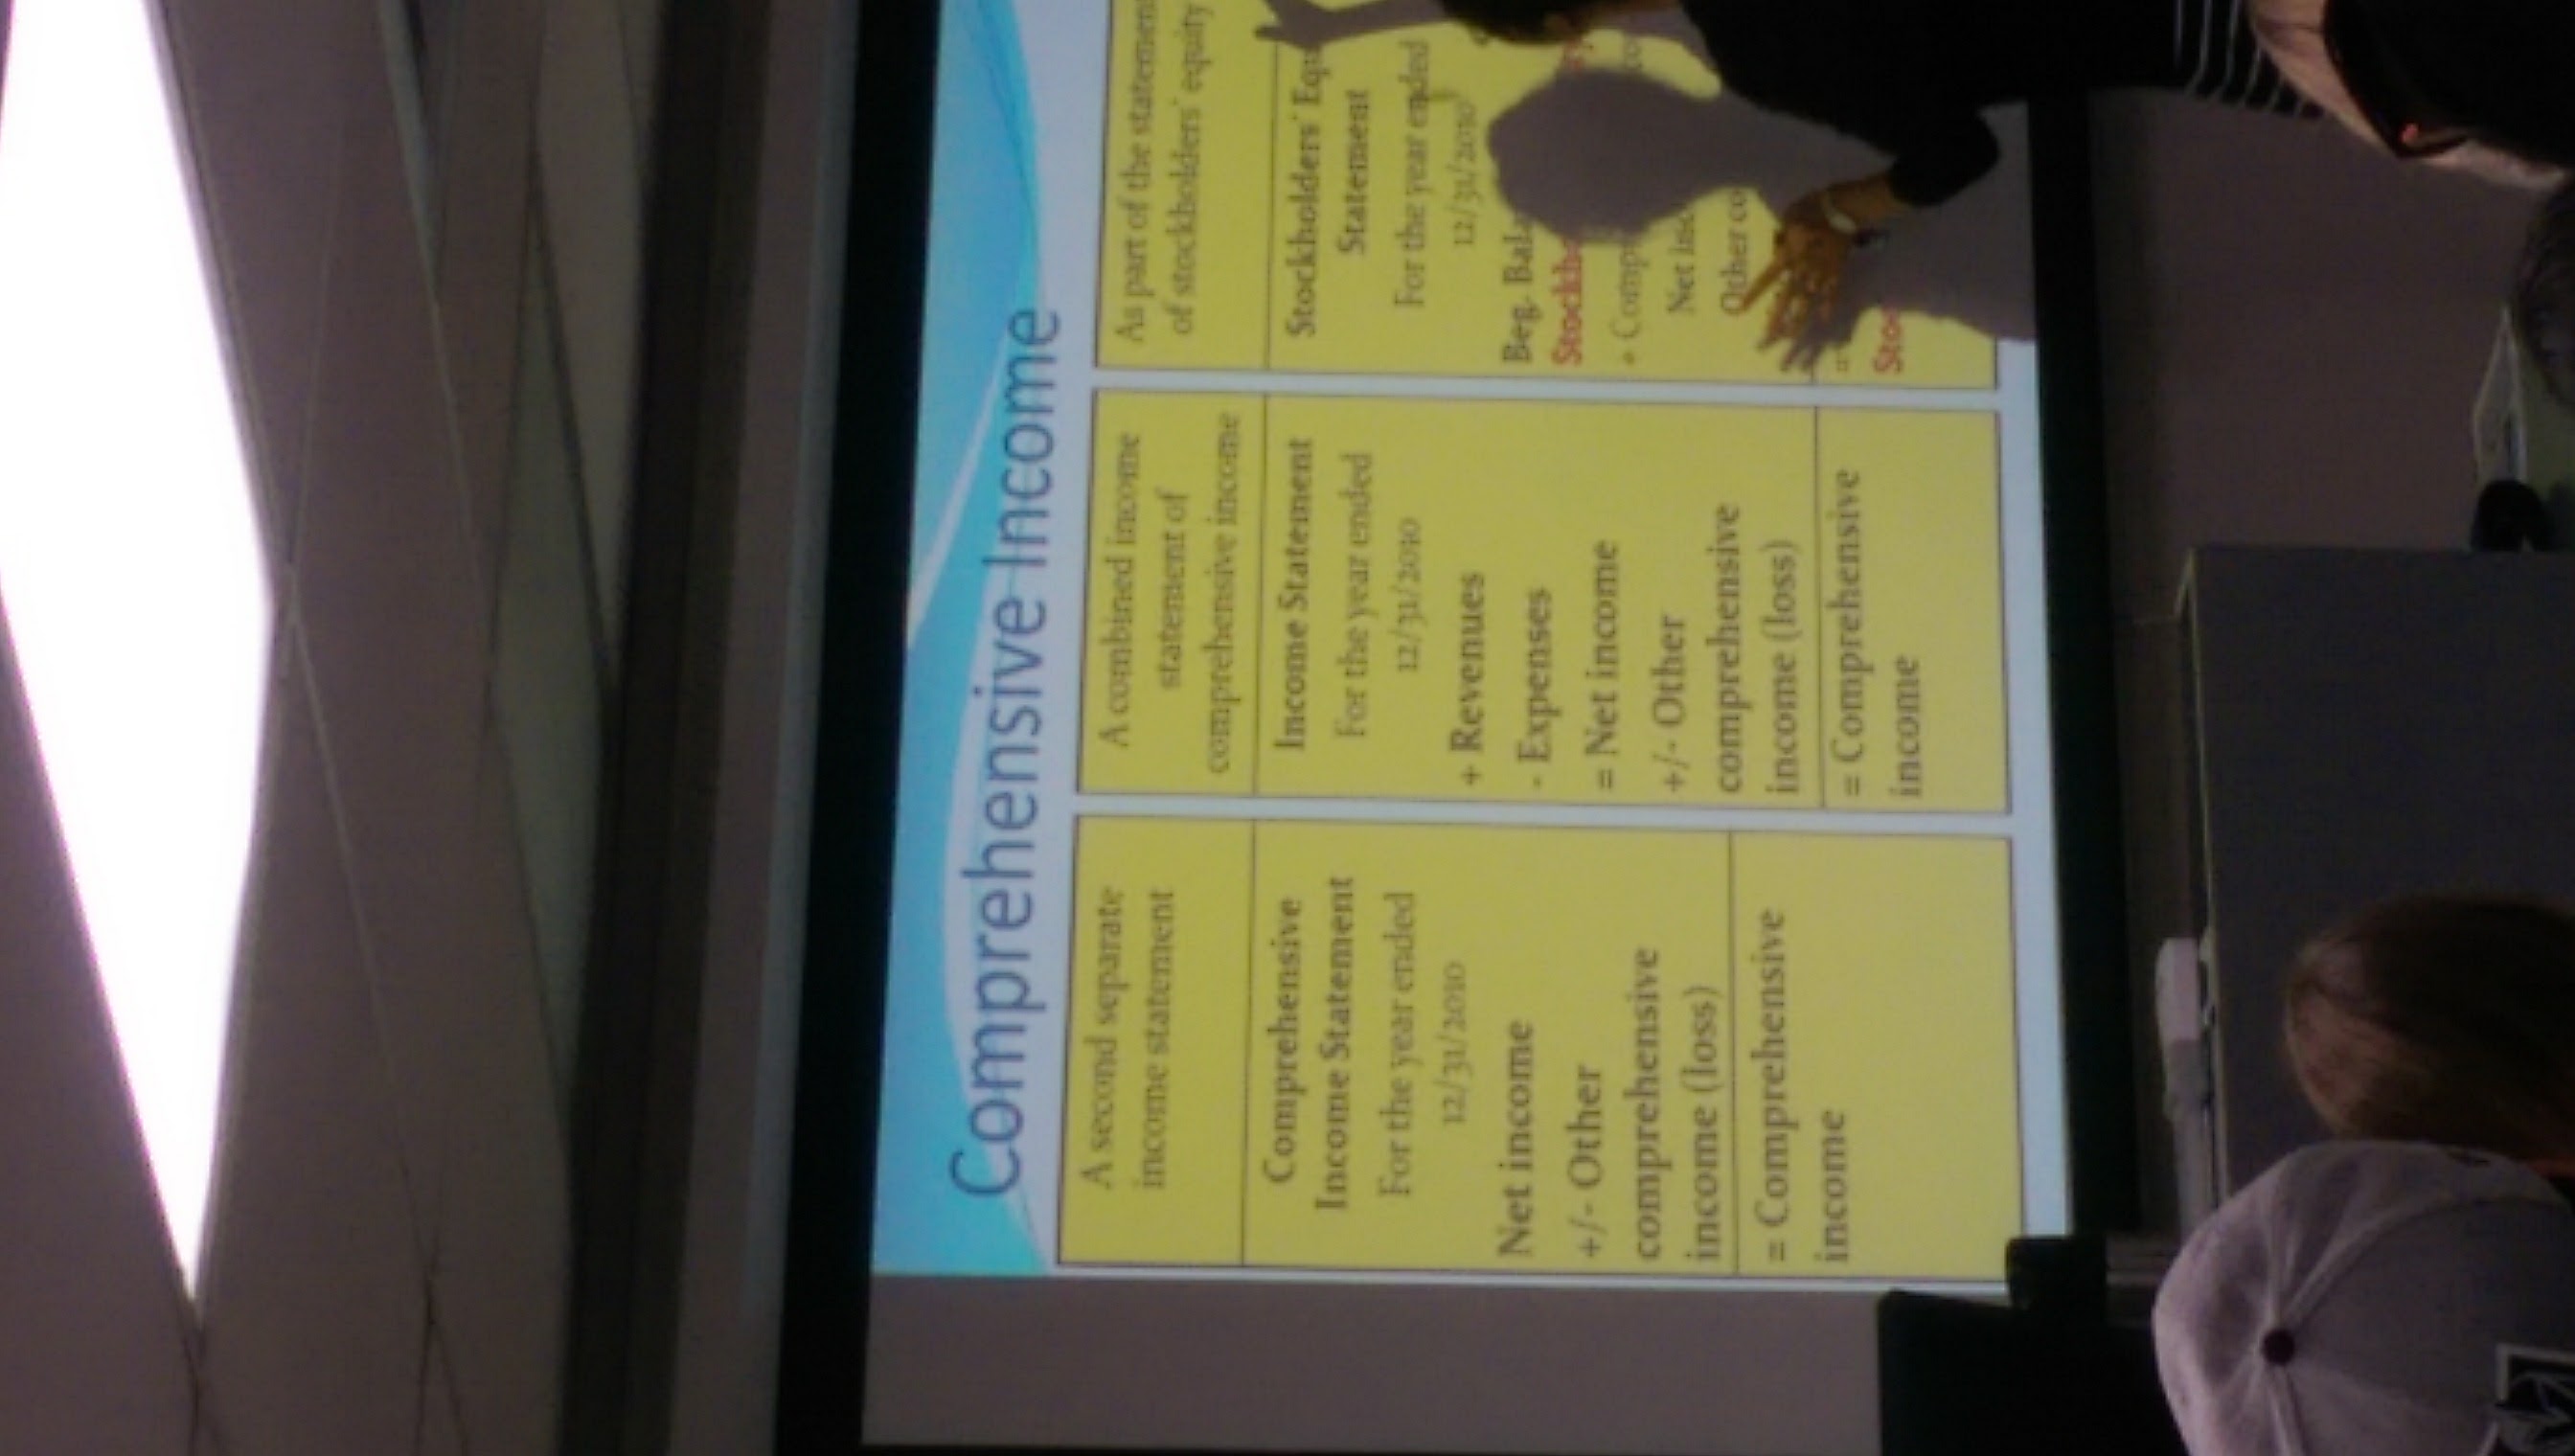 Comprehensive Income
A second separate
income statement
Comprehensive
Income Statement
For the year ended
12/31/2010
Net income
+/- Other
comprehensive
income (loss)
= Comprehensive
income
A combined income
statement of
comprehensive income
Income Statement
For the year ended
12/31/2010
+ Revenues
- Expenses
= Net income
+/- Other
comprehensive
income (loss)
= Comprehensive
income
As part of the statement
of stockholders' equity
Stockholders'
Statement
For the year ended
12/31/2010
Beg.
+
Net
Other
=